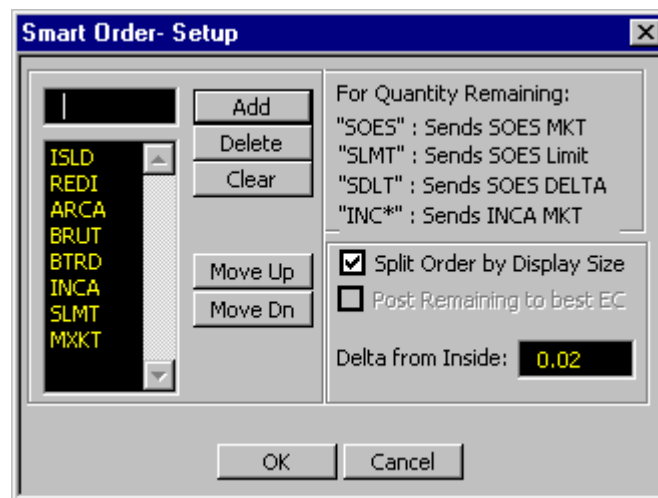 Smart Order- Setup
Add
Delete
Clear
Move Up
Move Dn
ISLD
REDI
ARCA
BRUT
BTRD
INCA
SLMT
MXKT
For Quantity Remaining:
"SOES" : Sends SOES MKT
"SLMT" : Sends SOES Limit
"SDLT" : Sends SOES DELTA
"INC*" : Sends INCA MKT
Split Order by Display Size
Post Remaining to best EC
Delta from Inside: 0.02
OK
Cancel